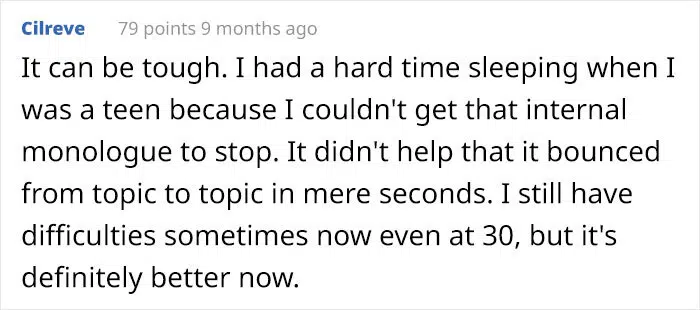 Cilreve 79 points 9 months ago
It can be tough. I had a hard time sleeping when I
was a teen because I couldn't get that internal
monologue to stop. It didn't help that it bounced
from topic to topic in mere seconds. I still have
difficulties sometimes now even at 30, but it's
definitely better now.